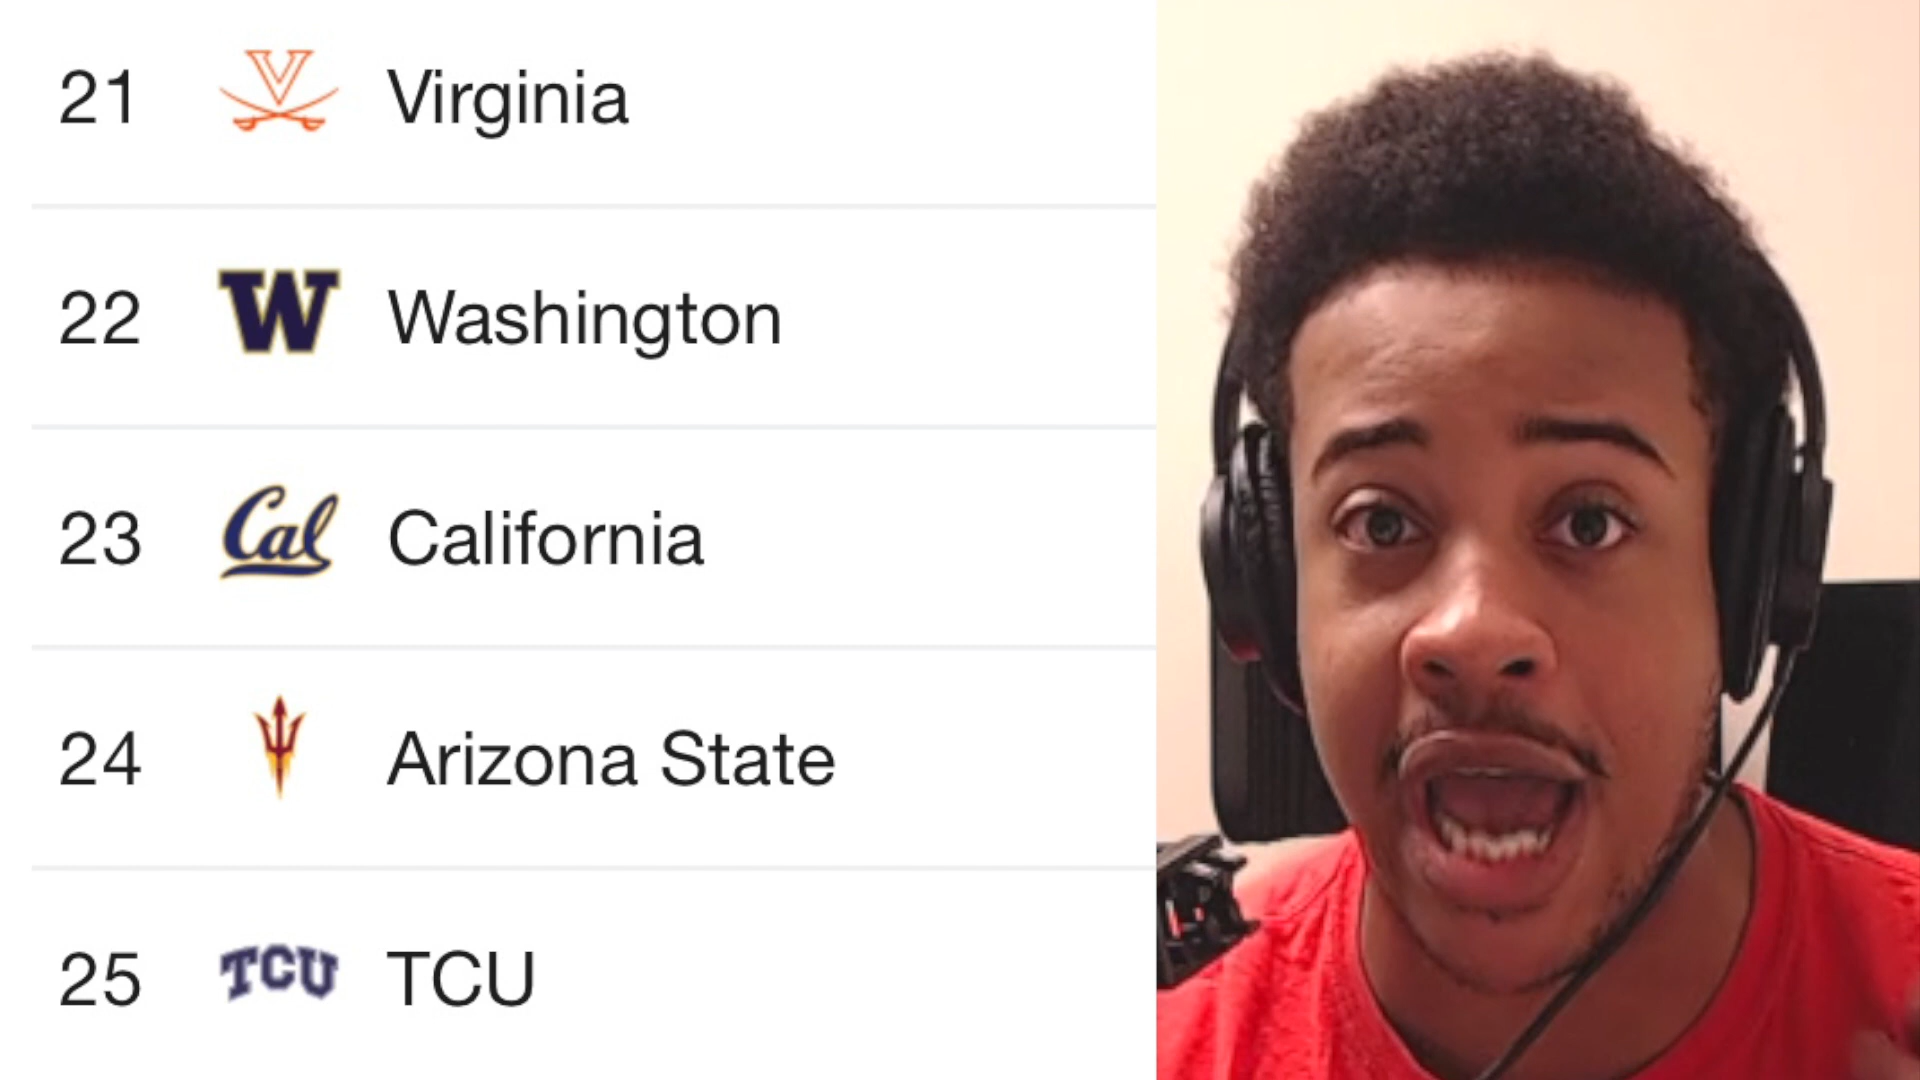 21 V Virginia
22 W Washington
23 Cal California
24 Arizona State
25 TCU TCU